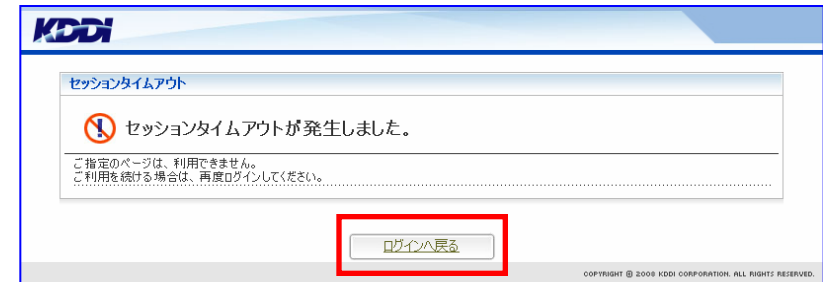 KDDI
セッションタイムアウト
セッションタイムアウトが発生しました。
ご指定のページは、利用できません。
ご利用を続ける場合は、再度ログインしてください。
ログインへ戻る
COPYRIGHT © 2008 KDDI CORPORATION. ALL RIGHTS RESERVED.